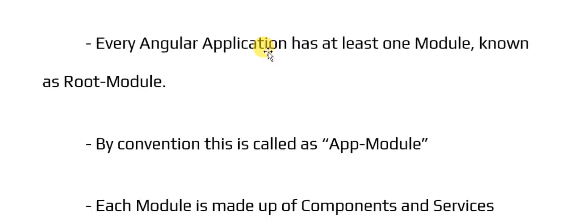 - Every Angular Application has at least one Module, known
as Root-Module.
- By convention this is called as “App-Module”
- Each Module is made up of Components and Services